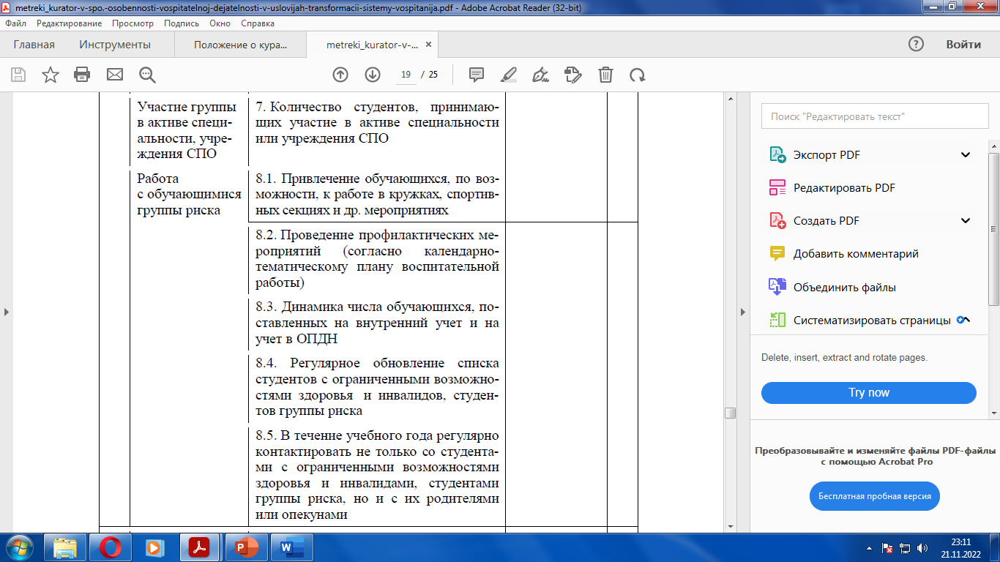 metreki_kurator-v-spo.-osobennosti-vospitatelnoj-dejatelnosti-v-uslovijah-transformacii-sistemy-vospitanija.pdf - Adobe Acrobat Reader (32-bit)
Файл Редактирование Просмотр Подпись Окно Справка
Главная Инструменты Положение о кура... metreki_kurator-v-... × Войти
19 / 25
Участие группы
в активе специ-
альности, учре-
ждения СПО
7. Количество студентов, принимаю-
щих участие в активе специальности
или учреждения СПО
Работа
с обучающимися
группы риска
8.1. Привлечение обучающихся, по воз-
можности, к работе в кружках, спортив-
ных секциях и др. мероприятиях
8.2. Проведение профилактических ме-
роприятий (согласно календарно-
тематическому плану воспитательной
работы)
8.3. Динамика числа обучающихся, по-
ставленных на внутренний учет и на
учет в ОПДН
8.4. Регулярное обновление списка
студентов с ограниченными возможно-
стями здоровья и инвалидов, студен-
тов группы риска
8.5. В течение учебного года регулярно
контактировать не только со студента-
ми с ограниченными возможностями
здоровья и инвалидами, студентами
группы риска, но и с их родителями
или опекунами
Поиск "Редактировать текст"
Экспорт PDF
Редактировать PDF
Создать PDF
Добавить комментарий
Объединить файлы
Систематизировать страницы
Delete, insert, extract and rotate pages.
Try now
Преобразовывайте и изменяйте файлы PDF-файлы
с помощью Acrobat Pro
Бесплатная пробная версия
23:11
21.11.2022